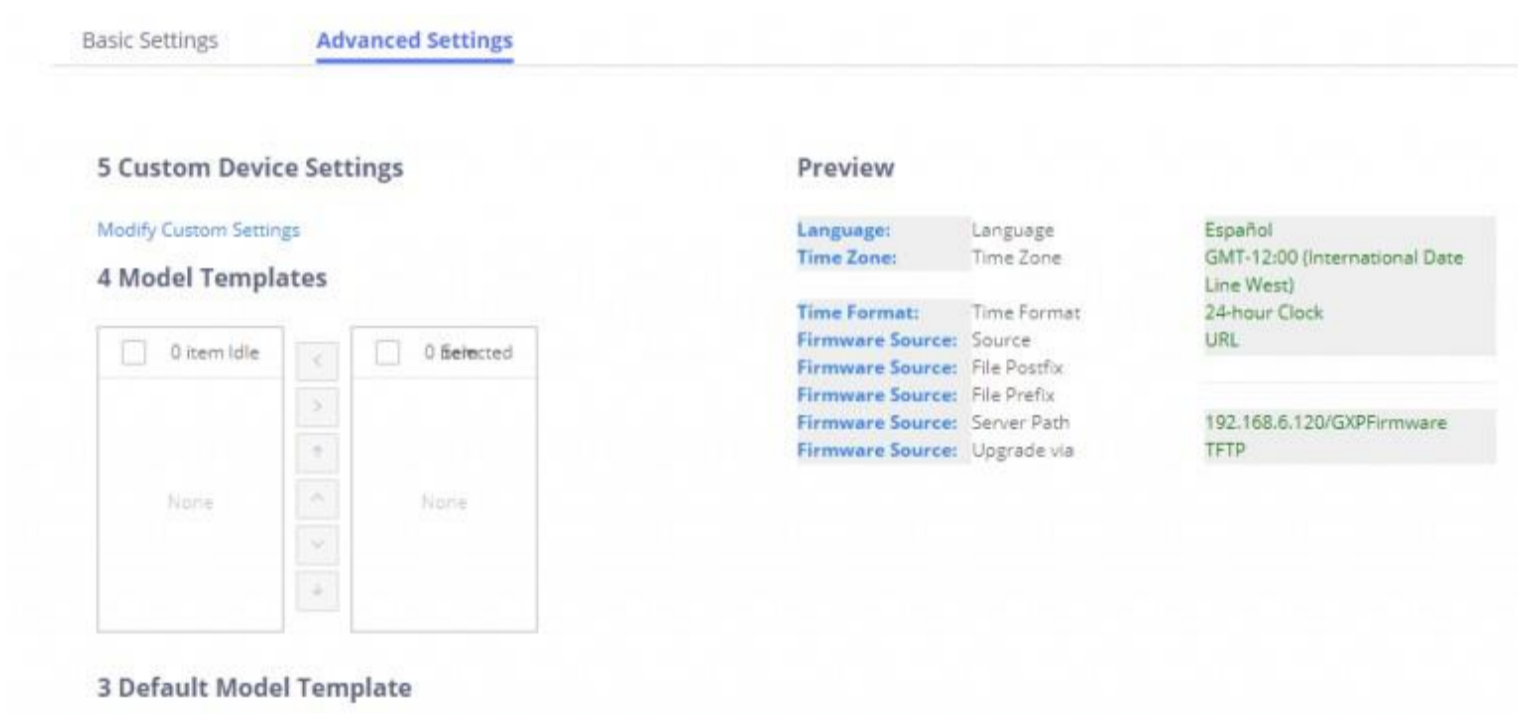 Basic Settings Advanced Settings
5 Custom Device Settings
Modify Custom Settings
4 Model Templates
0 item Idle
None
0 Selected
None
3 Default Model Template
Preview
Language: Language Español
Time Zone: Time Zone GMT-12:00 (International Date
Line West)
Time Format: Time Format 24-hour Clock
Firmware Source: Source URL
Firmware Source: File Postfix
Firmware Source: File Prefix
Firmware Source: Server Path 192.168.6.120/GXPFirmware
Firmware Source: Upgrade via TFTP